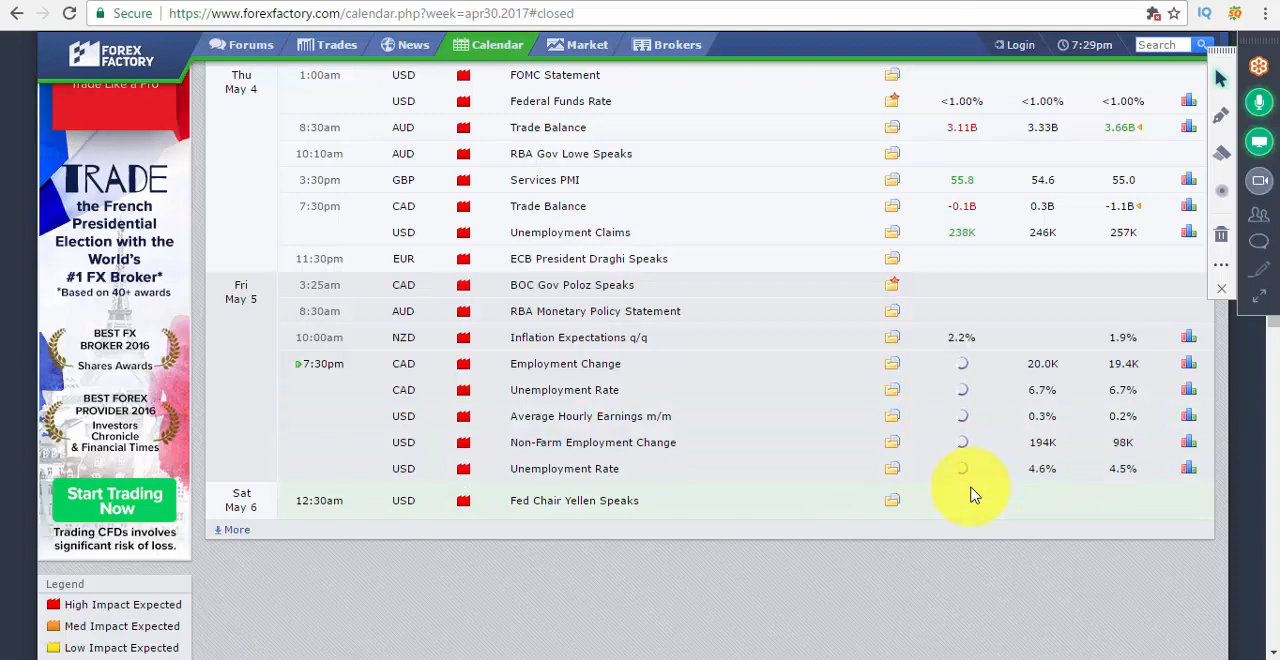 Secure https://www.forexfactory.com/calendar.php?week=apr30.2017#closed
FOREX
FACTORY
Forums Trades News Calendar Market Brokers Login 7:29pm Search
Trade Like a Pro
TRADE
the French
Presidential
Election with the
World's
#1 FX Broker*
*Based on 40+ awards
BEST FX
BROKER 2016
Shares Awards
BEST FOREX
PROVIDER 2016
Investors
Chronicle
& Financial Times
Start Trading
Now
Trading CFDs involves
significant risk of loss.
Legend
High Impact Expected
Med Impact Expected
Low Impact Expected
Thu
May 4
1:00am USD FOMC Statement
USD Federal Funds Rate <1.00% <1.00% <1.00%
8:30am AUD Trade Balance 3.11B 3.33B 3.66B
10:10am AUD RBA Gov Lowe Speaks
3:30pm GBP Services PMI 55.8 54.6 55.0
7:30pm CAD Trade Balance -0.1B 0.3B -1.1B
USD Unemployment Claims 238K 246K 257K
11:30pm EUR ECB President Draghi Speaks
Fri
May 5
3:25am CAD BOC Gov Poloz Speaks
8:30am AUD RBA Monetary Policy Statement
10:00am NZD Inflation Expectations q/q 2.2% 1.9%
7:30pm CAD Employment Change 20.0K 19.4K
CAD Unemployment Rate 6.7% 6.7%
USD Average Hourly Earnings m/m 0.3% 0.2%
USD Non-Farm Employment Change 194K 98K
USD Unemployment Rate 4.6% 4.5%
Sat
May 6
12:30am USD Fed Chair Yellen Speaks
More